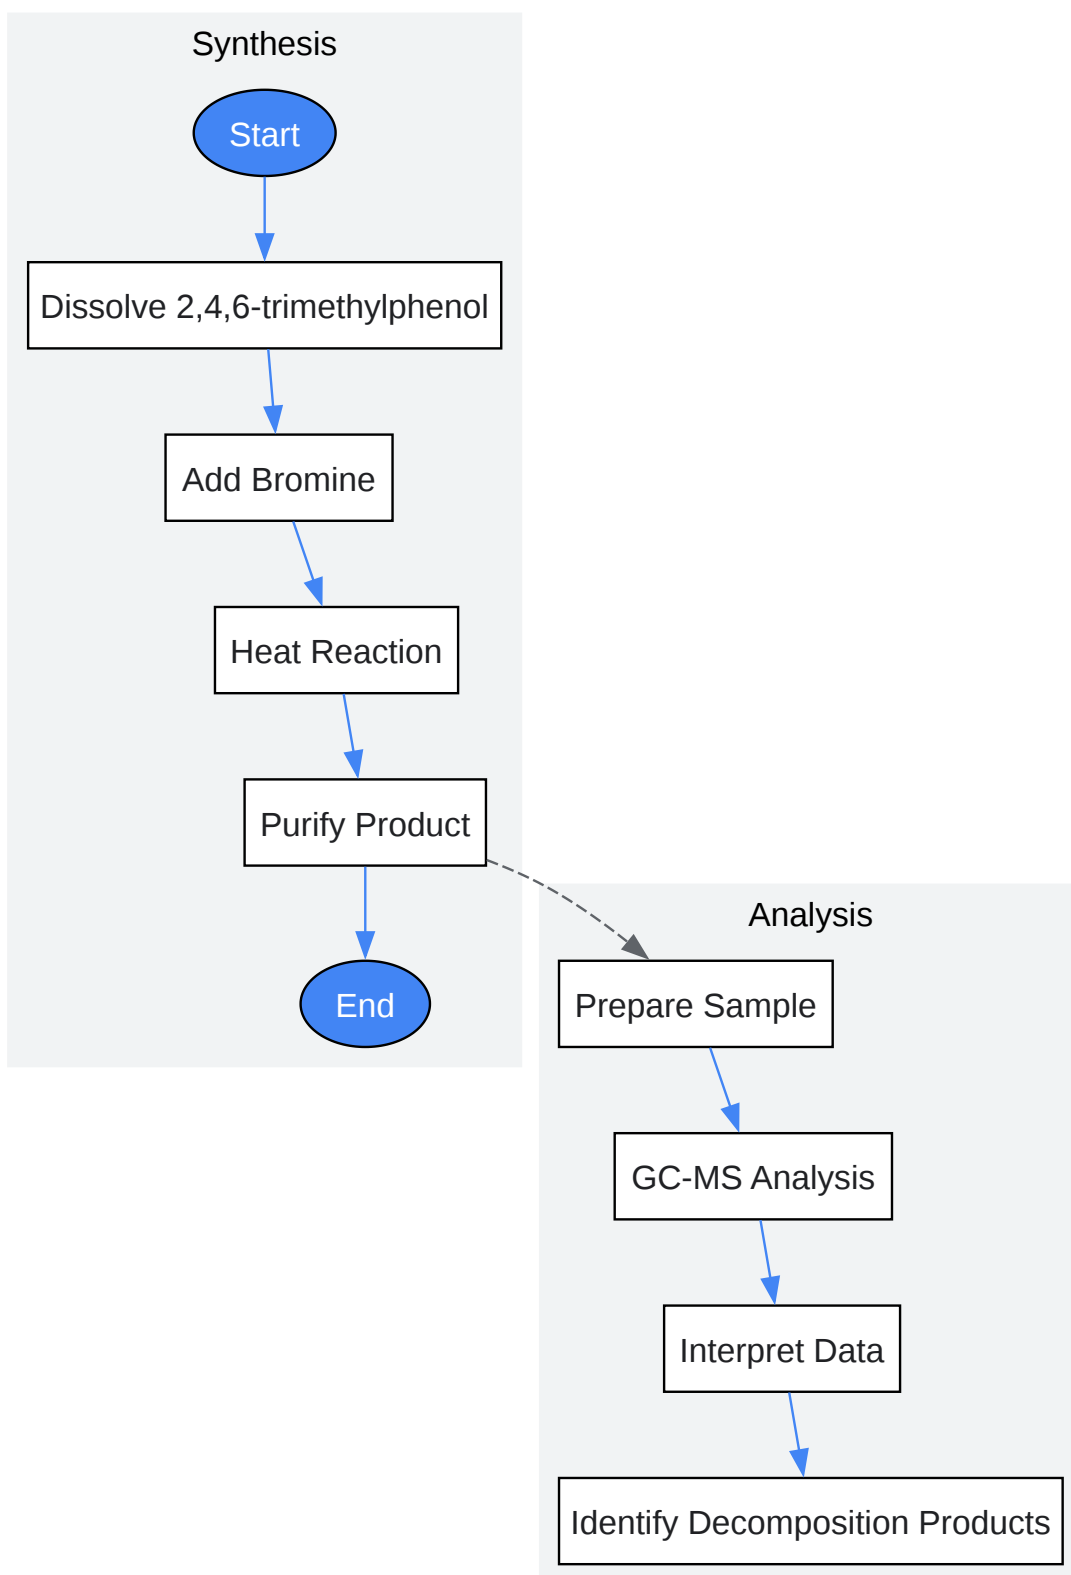 Synthesis
Start
Dissolve 2,4,6-trimethylphenol
Add Bromine
Heat Reaction
Purify Product
End
Analysis
Prepare Sample
GC-MS Analysis
Interpret Data
Identify Decomposition Products